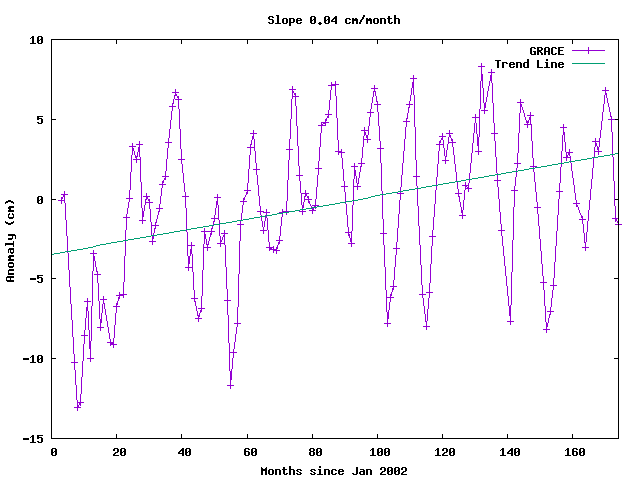 Slope 0.04 cm/month
GRACE
Trend Line
10
5
0
-5
-10
-15
Anomaly (cm)
0 20 40 60 80 100 120 140 160
Months since Jan 2002